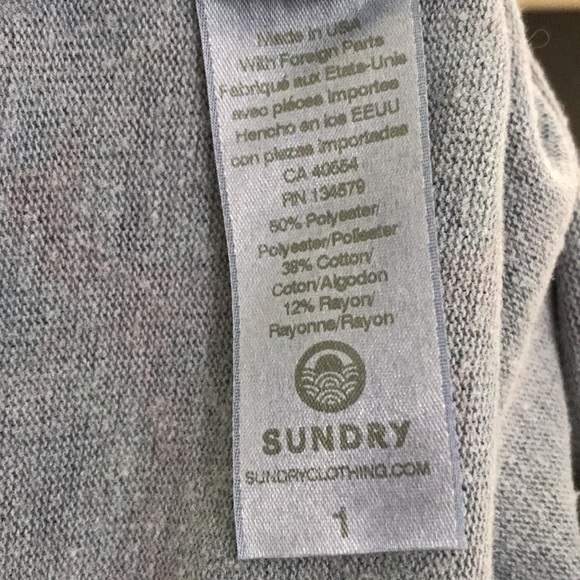 Made in USA
With Foreign Parts
Fabriqué aux Etats-Unis
avec piéces importes
Hencho en los EEUU
con piezas importadas
CA 40554
RN 134579
50% Polyester/
Polyester/Poliester
38% Cotton/
Coton/Algodon
12% Rayon/
Rayonne/Rayon
SUNDRY
SUNDRYCLOTHING.COM
1